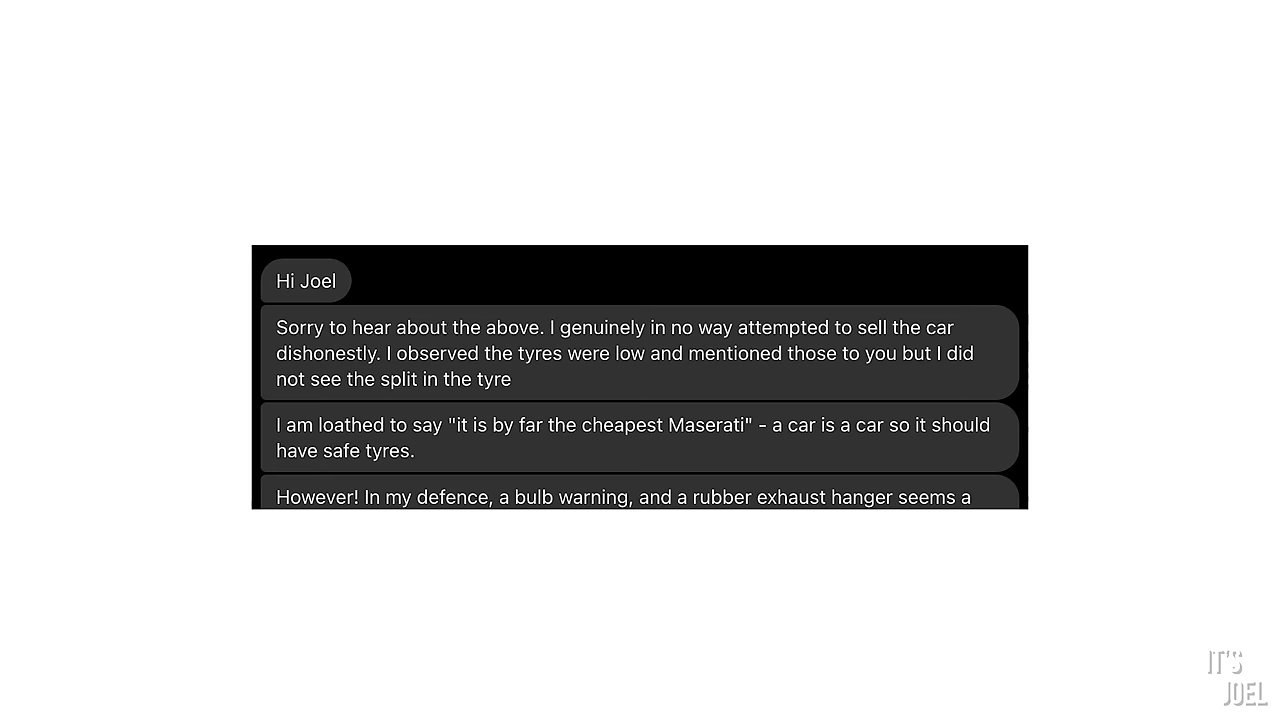 Hi Joel
Sorry to hear about the above. I genuinely in no way attempted to sell the car
dishonestly. I observed the tyres were low and mentioned those to you but I did
not see the split in the tyre
I am loathed to say "it is by far the cheapest Maserati" - a car is a car so it should
have safe tyres.
However! In my defence, a bulb warning, and a rubber exhaust hanger seems a
IT'S
JOEL